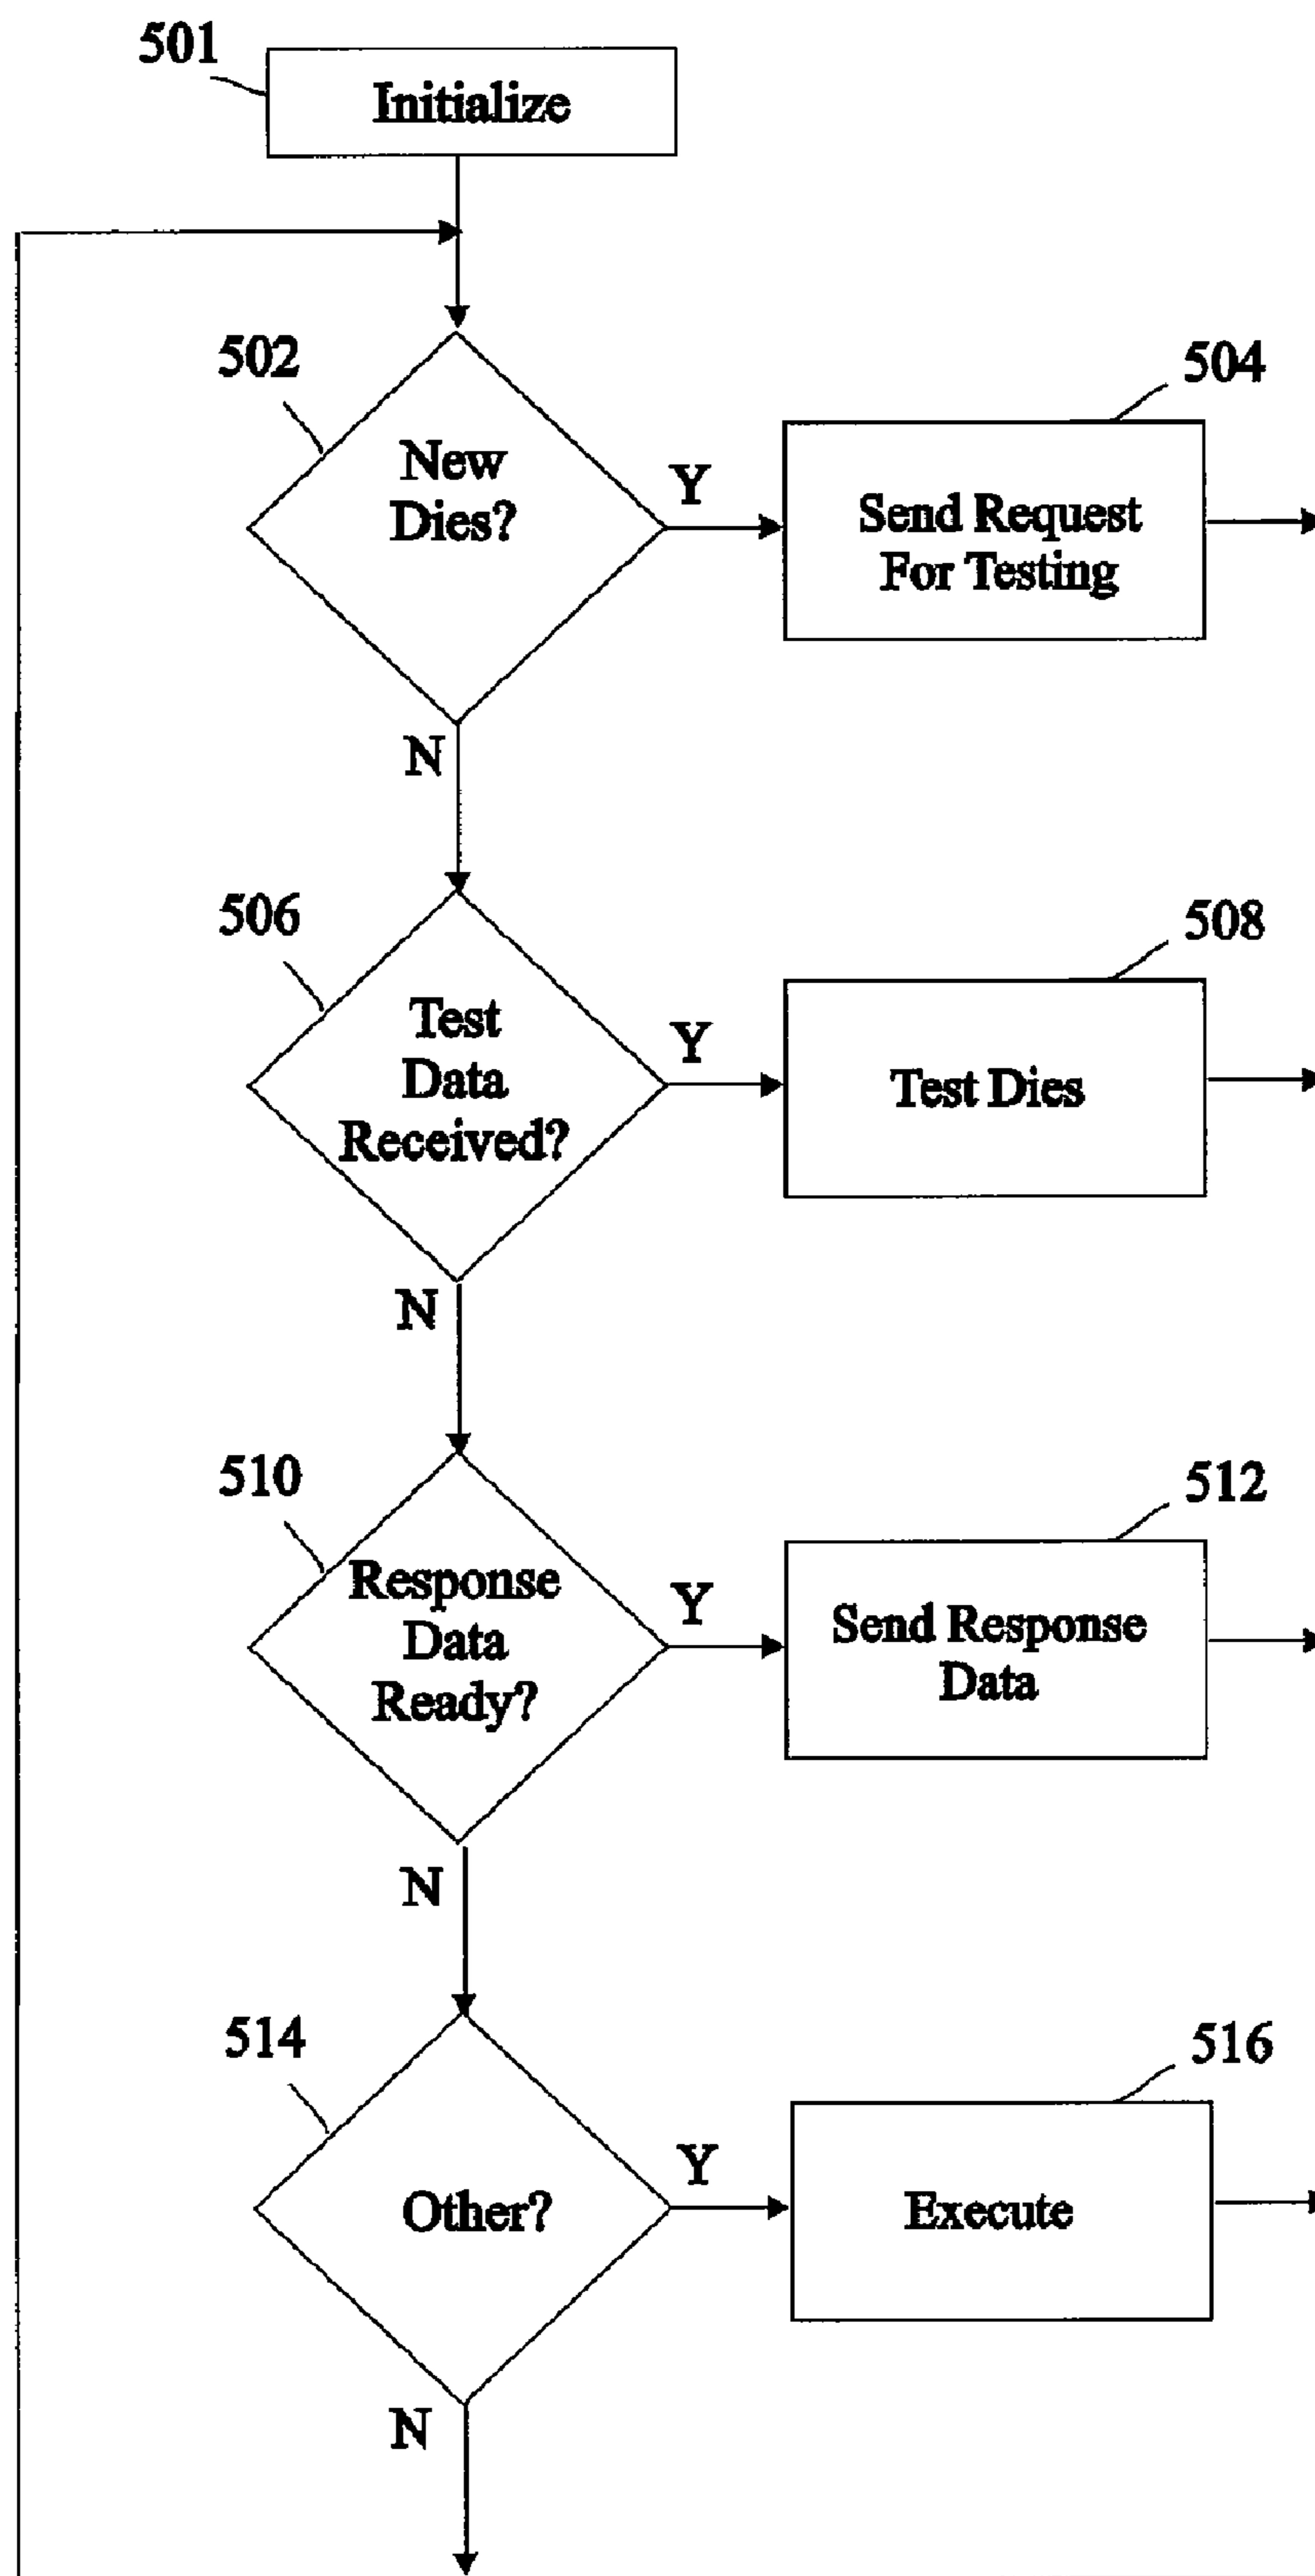 501
Initialize
502
New
Dies?
Y
504
Send Request
For Testing
N
506
Test
Data
Received?
Y
508
Test Dies
N
510
Response
Data
Ready?
Y
512
Send Response
Data
N
514
Other?
Y
516
Execute
N